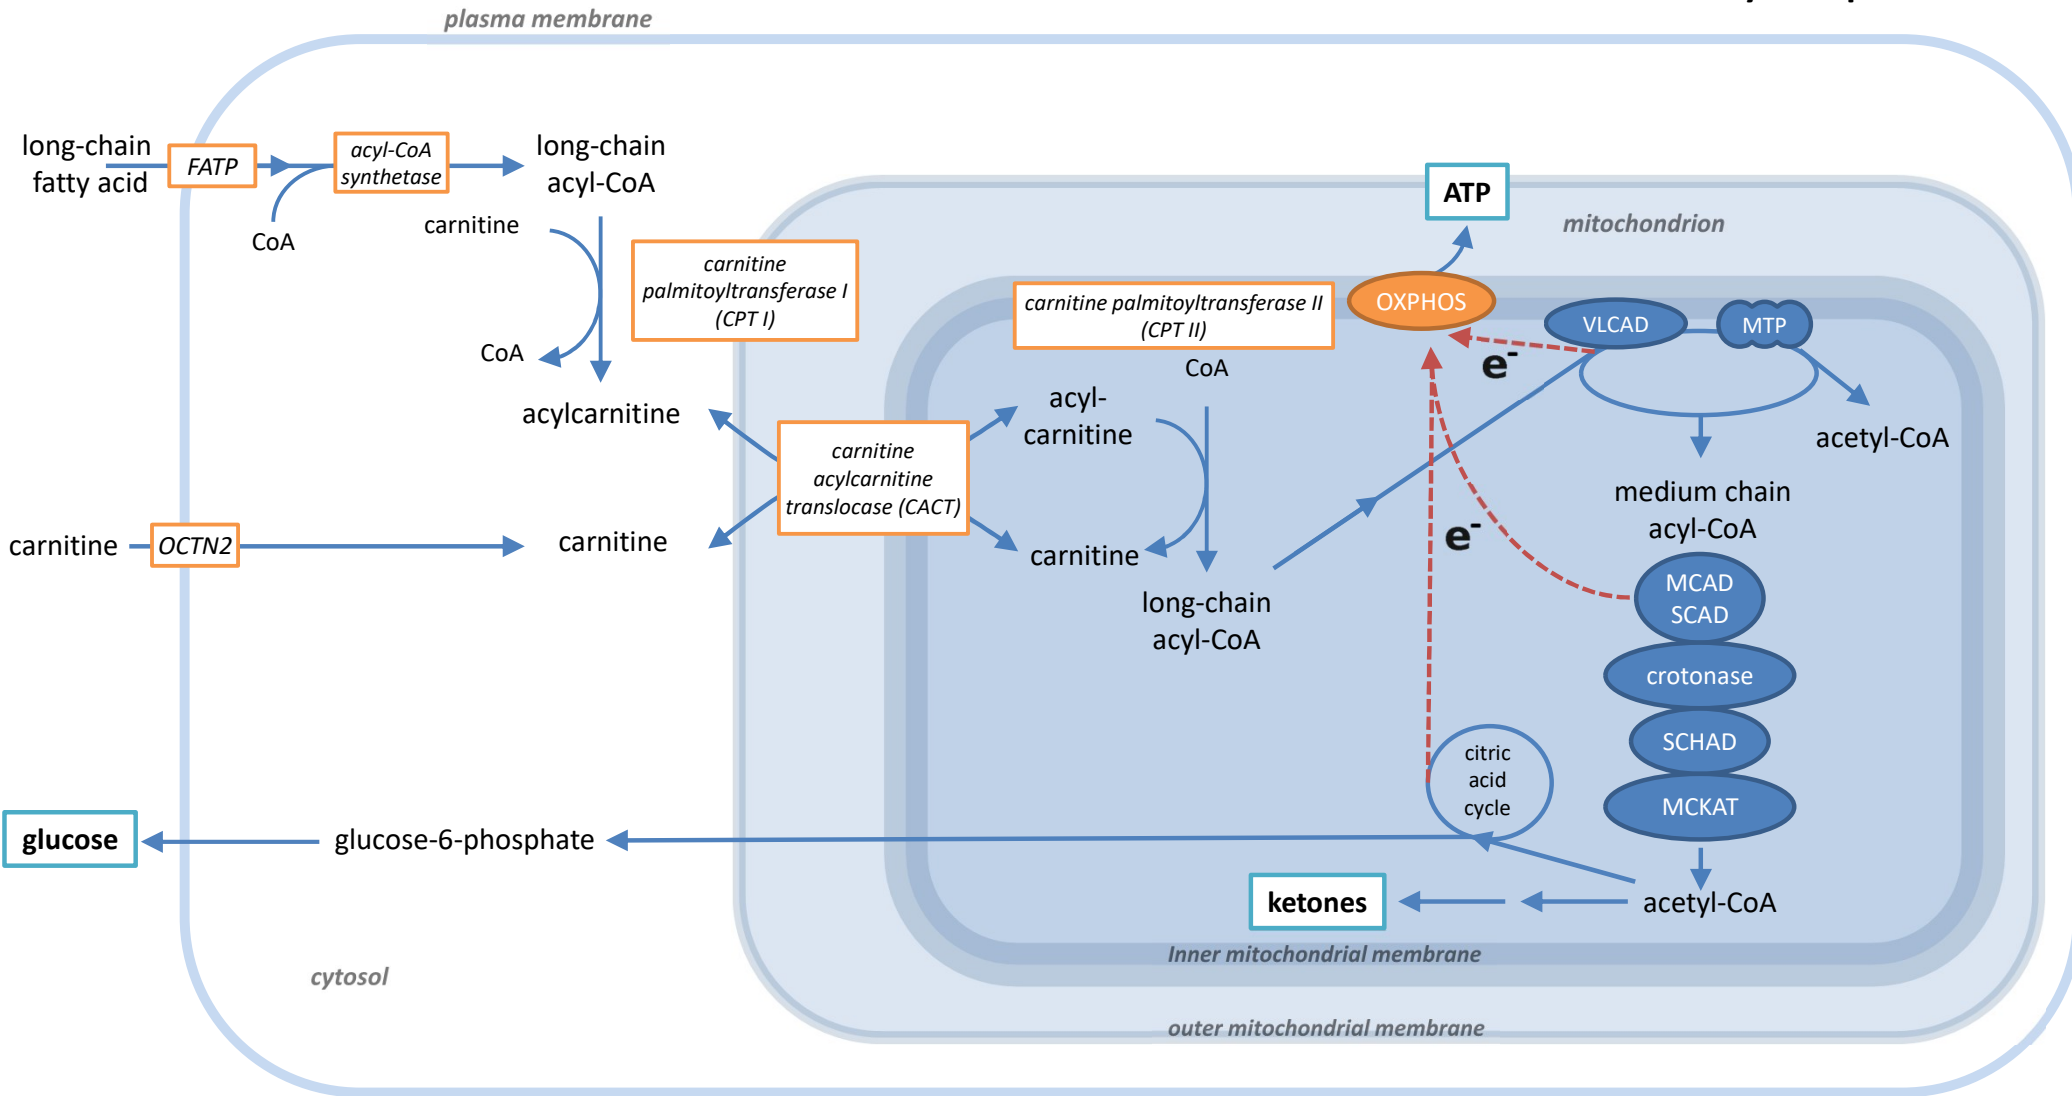 plasma membrane
long-chain
fatty acid
FATP
acyl-CoA
synthetase
long-chain
acyl-CoA
CoA
carnitine
carnitine
palmitoyltransferase I
(CPT I)
CoA
acylcarnitine
carnitine
acylcarnitine
translocase (CACT)
carnitine
OCTN2
carnitine
ATP
mitochondrion
carnitine palmitoyltransferase II
(CPT II)
OXPHOS
VLCAD
MTP
e-
CoA
acyl-
carnitine
acetyl-CoA
carnitine
long-chain
acyl-CoA
e-
medium chain
acyl-CoA
MCAD
SCAD
crotonase
SCHAD
MCKAT
citric
acid
cycle
glucose
glucose-6-phosphate
ketones
acetyl-CoA
Inner mitochondrial membrane
cytosol
outer mitochondrial membrane